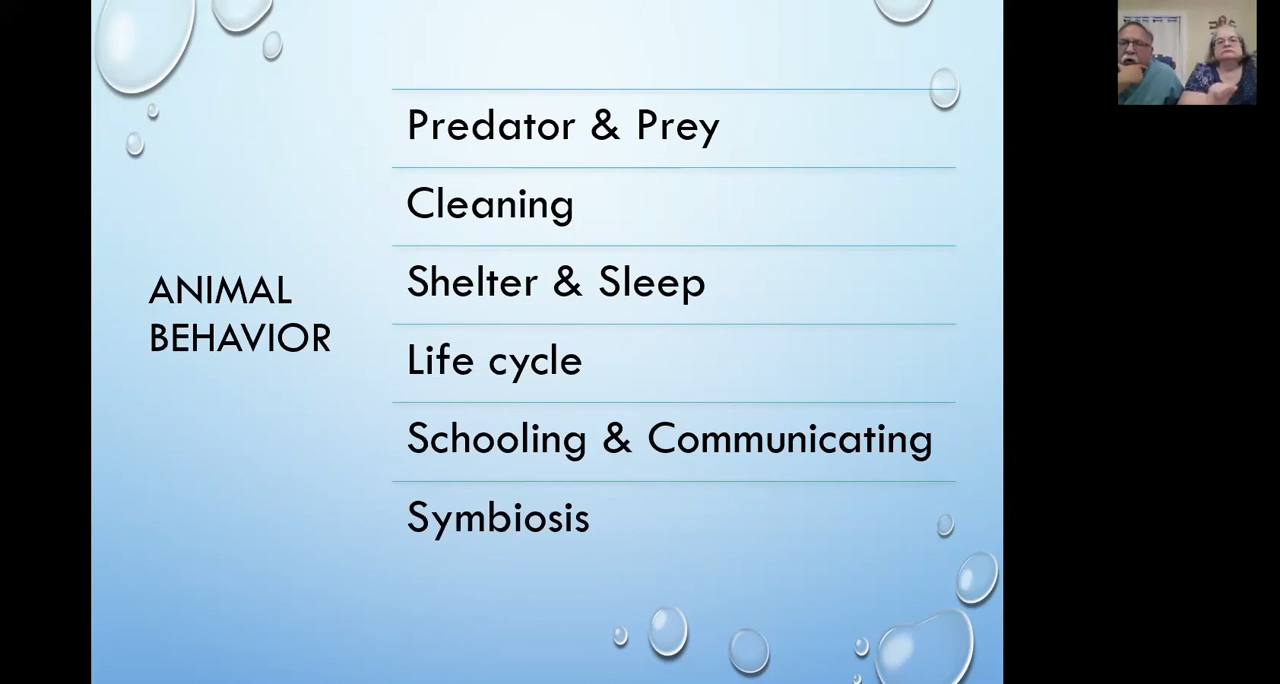 ANIMAL
BEHAVIOR
Predator & Prey
Cleaning
Shelter & Sleep
Life cycle
Schooling & Communicating
Symbiosis